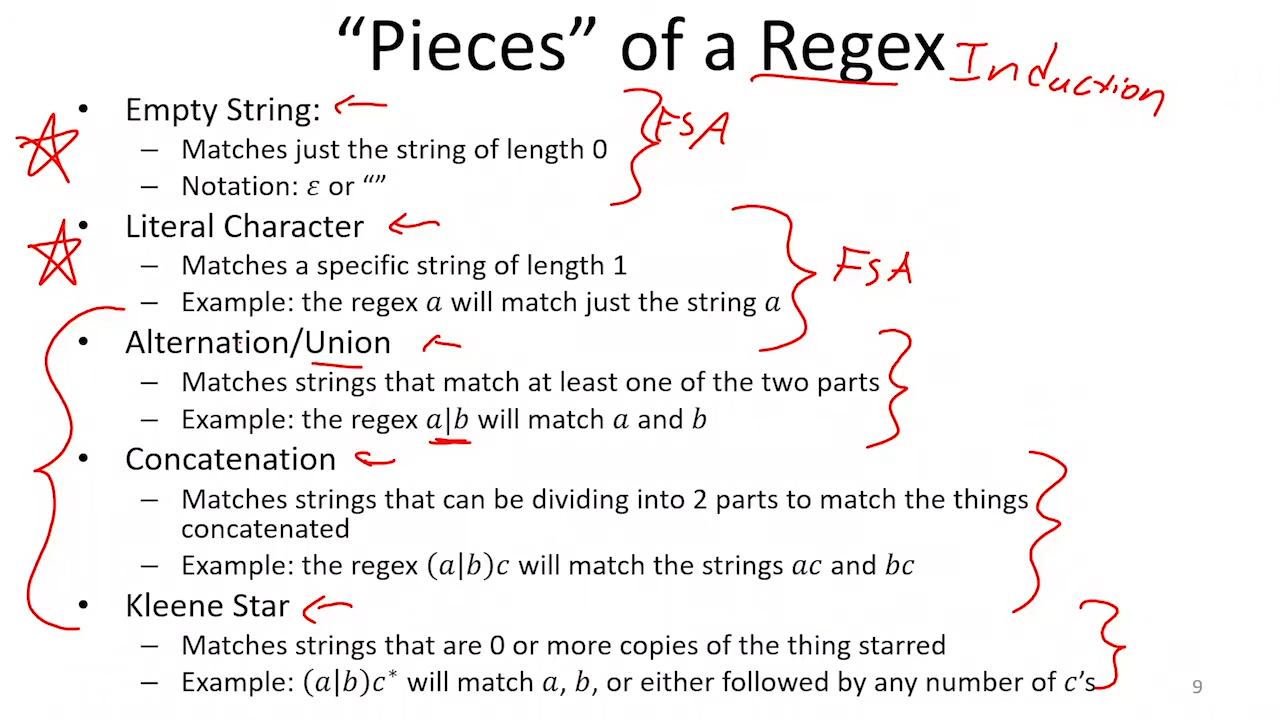 “Pieces” of a Regex Induction
• Empty String:
– Matches just the string of length 0
– Notation: ε or “”
FSA
• Literal Character
– Matches a specific string of length 1
– Example: the regex a will match just the string a
FSA
• Alternation/Union
– Matches strings that match at least one of the two parts
– Example: the regex a|b will match a and b
• Concatenation
– Matches strings that can be dividing into 2 parts to match the things
concatenated
– Example: the regex (a|b)c will match the strings ac and bc
• Kleene Star
– Matches strings that are 0 or more copies of the thing starred
– Example: (a|b)c* will match a, b, or either followed by any number of c’s
9